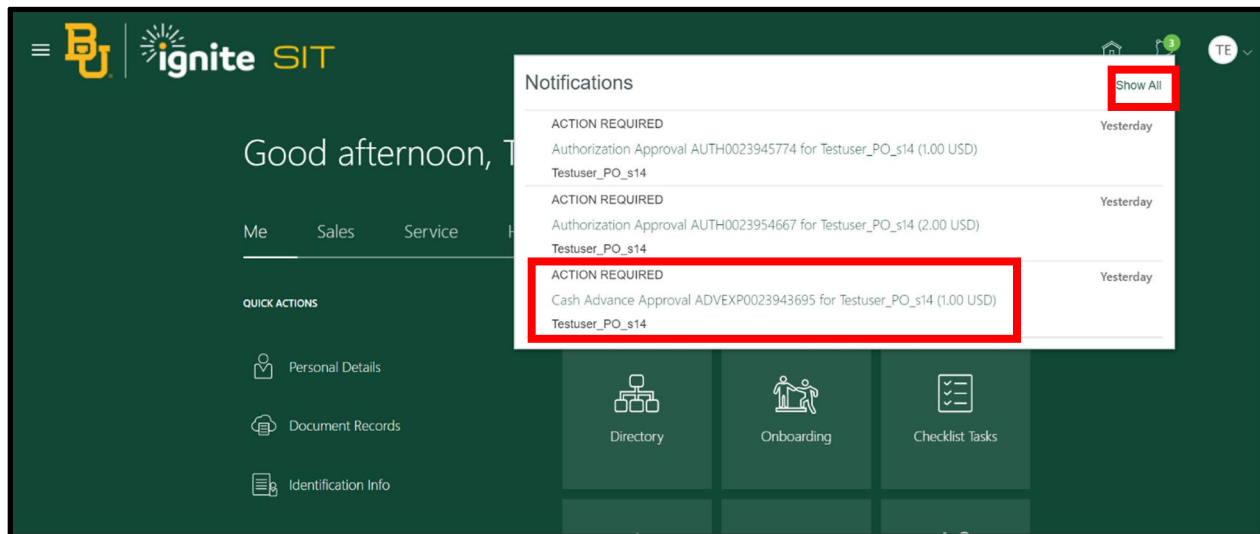 BU ignite SIT
3
TE
Notifications
Show All
ACTION REQUIRED
Yesterday
Authorization Approval AUTH0023945774 for Testuser_PO_s14 (1.00 USD)
Testuser_PO_s14
ACTION REQUIRED
Yesterday
Authorization Approval AUTH0023954667 for Testuser_PO_s14 (2.00 USD)
Testuser_PO_s14
ACTION REQUIRED
Yesterday
Cash Advance Approval ADVEXP0023943695 for Testuser_PO_s14 (1.00 USD)
Testuser_PO_s14
Good afternoon,
Me Sales Service
QUICK ACTIONS
Personal Details
Document Records
Identification Info
Directory
Onboarding
Checklist Tasks